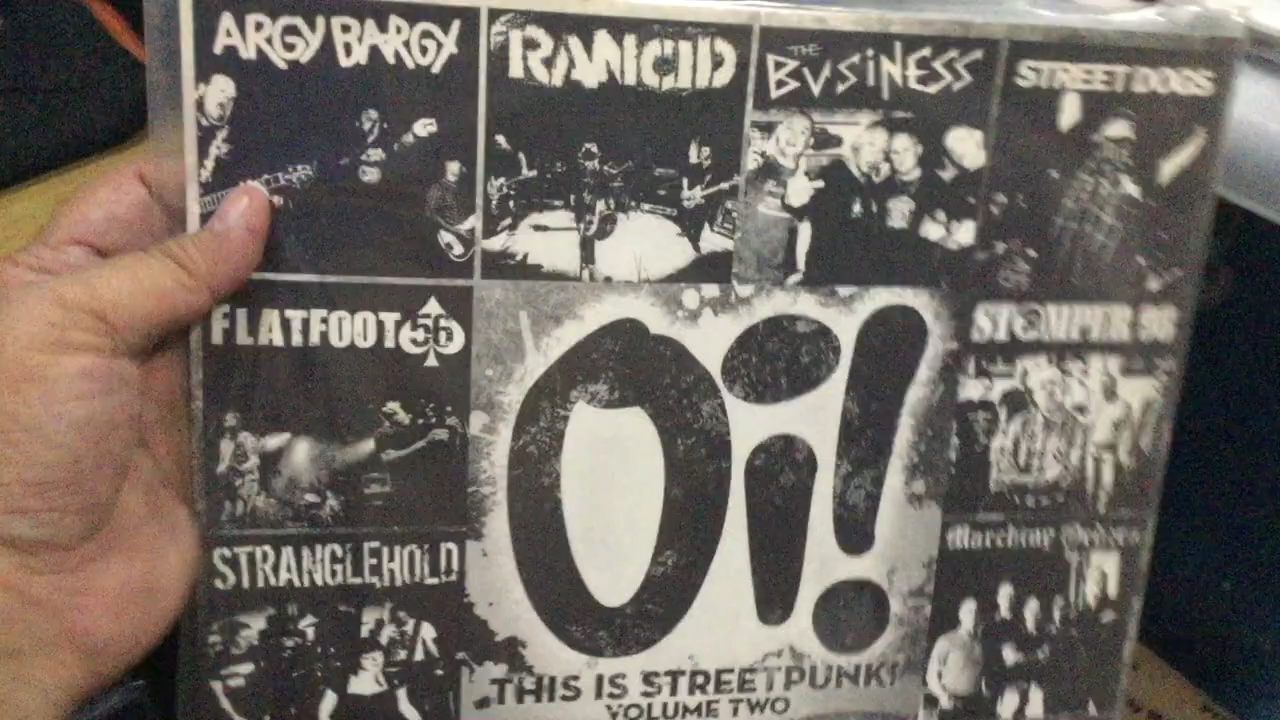 ARGY BARGY
RANCID
THE
BUSINESS
STREET DOGS
FLATFOOT 56
STOMPER 98
STRANGLEHOLD
Oi!
THIS IS STREETPUNK!
VOLUME TWO